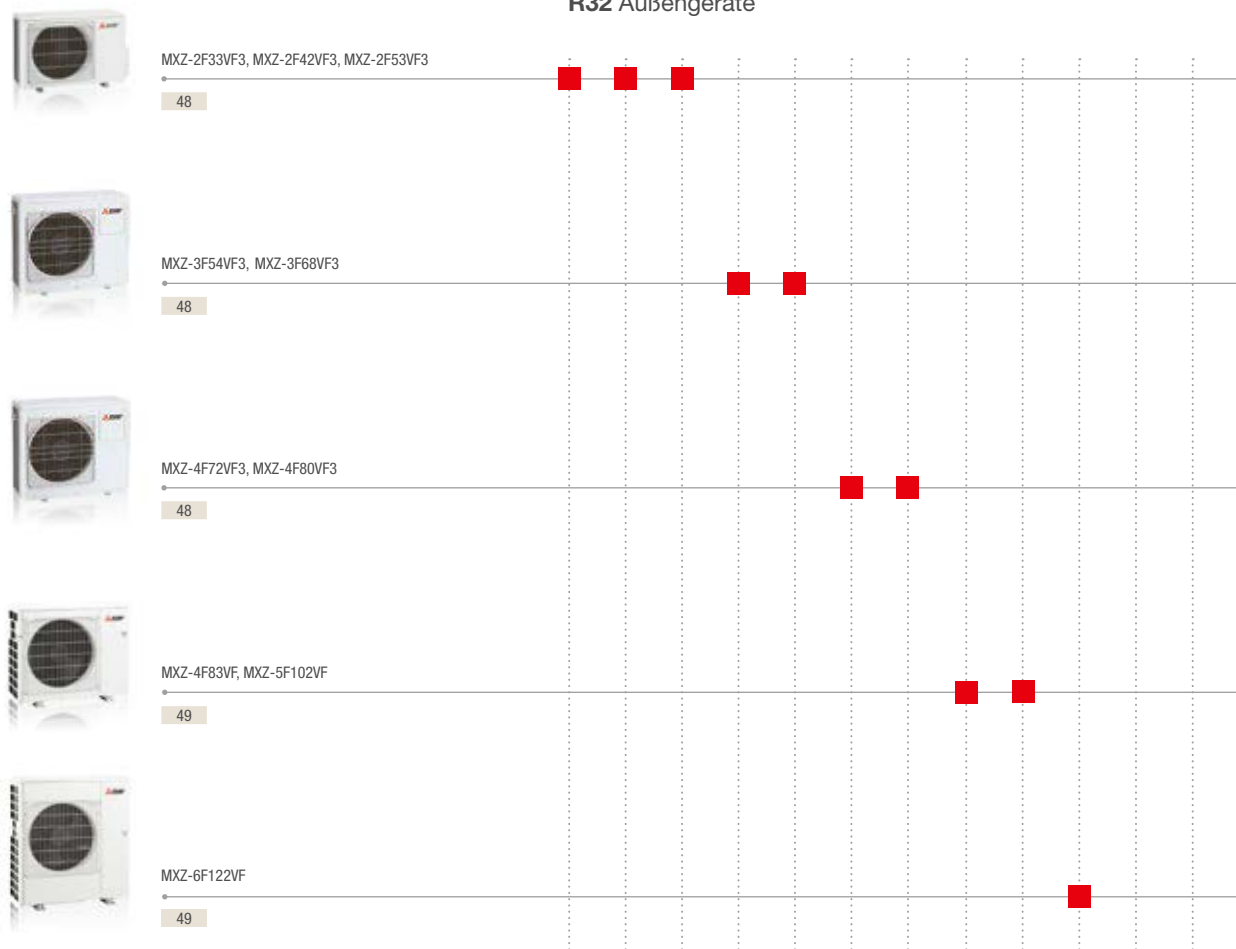 R32 Außengeräte
MXZ-2F33VF3, MXZ-2F42VF3, MXZ-2F53VF3
48
MXZ-3F54VF3, MXZ-3F68VF3
48
MXZ-4F72VF3, MXZ-4F80VF3
48
MXZ-4F83VF, MXZ-5F102VF
49
MXZ-6F122VF
49